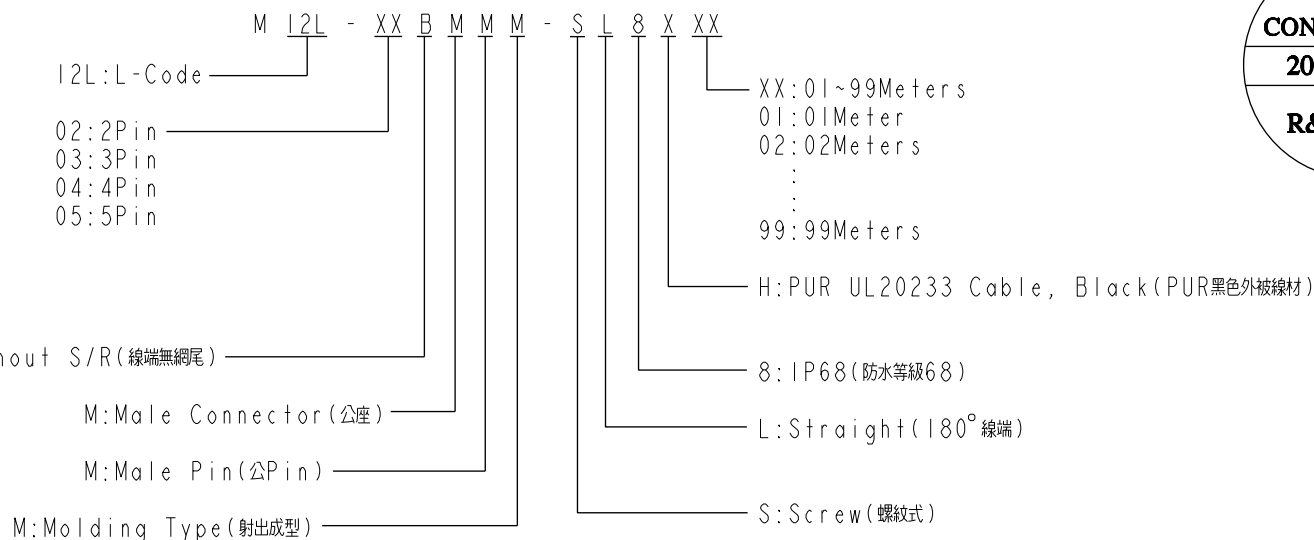 M 12L - XX B M M M - S L 8 X XX
12L:L-Code
02:2Pin
03:3Pin
04:4Pin
05:5Pin
S/R(線端無網尾)
M:Male Connector(公座)
M:Male Pin(公Pin)
M:Molding Type(射出成型)
XX:01~99Meters
01:01Meter
02:02Meters
:
:
99:99Meters
H:PUR UL20233 Cable, Black(PUR黑色外被線材)
8:IP68(防水等級68)
L:Straight(180°線端)
S:Screw(螺紋式)
CON
20
R&